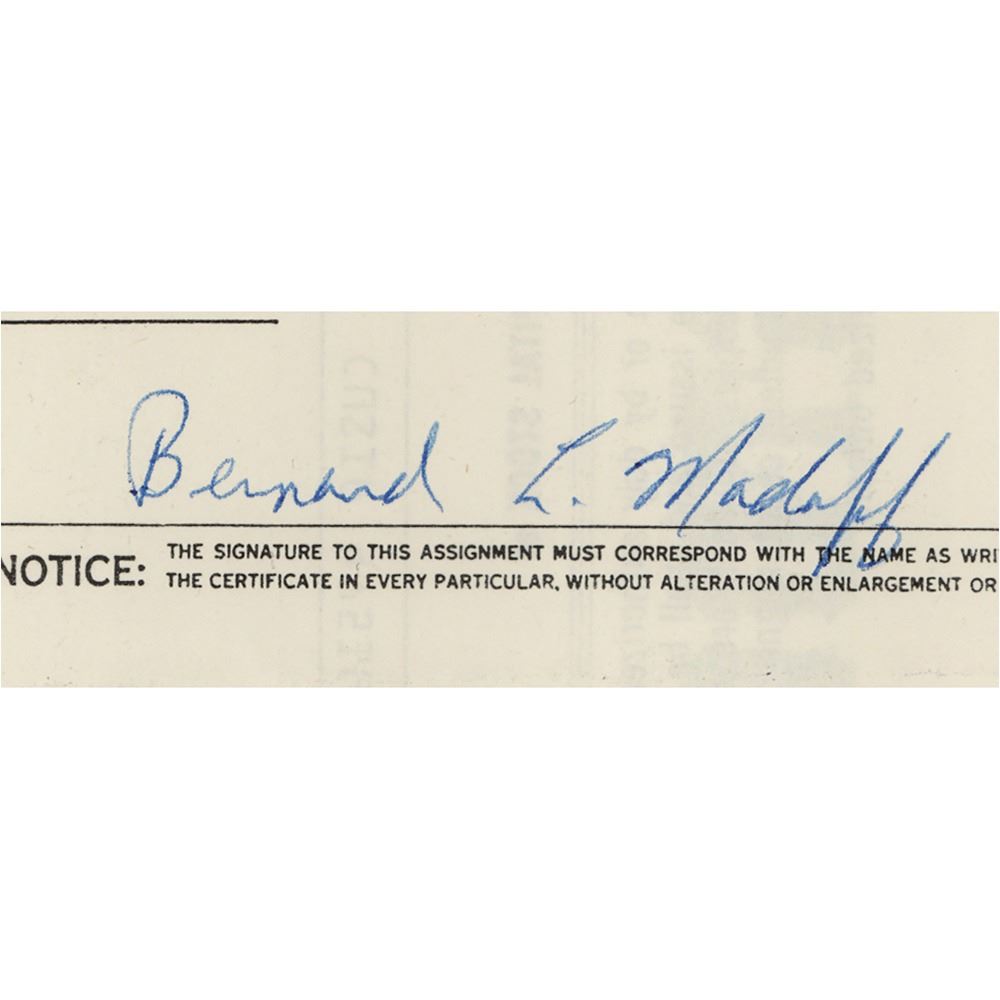 Bernard L. Madoff
NOTICE: THE SIGNATURE TO THIS ASSIGNMENT MUST CORRESPOND WITH THE NAME AS WRI
THE CERTIFICATE IN EVERY PARTICULAR, WITHOUT ALTERATION OR ENLARGEMENT OR